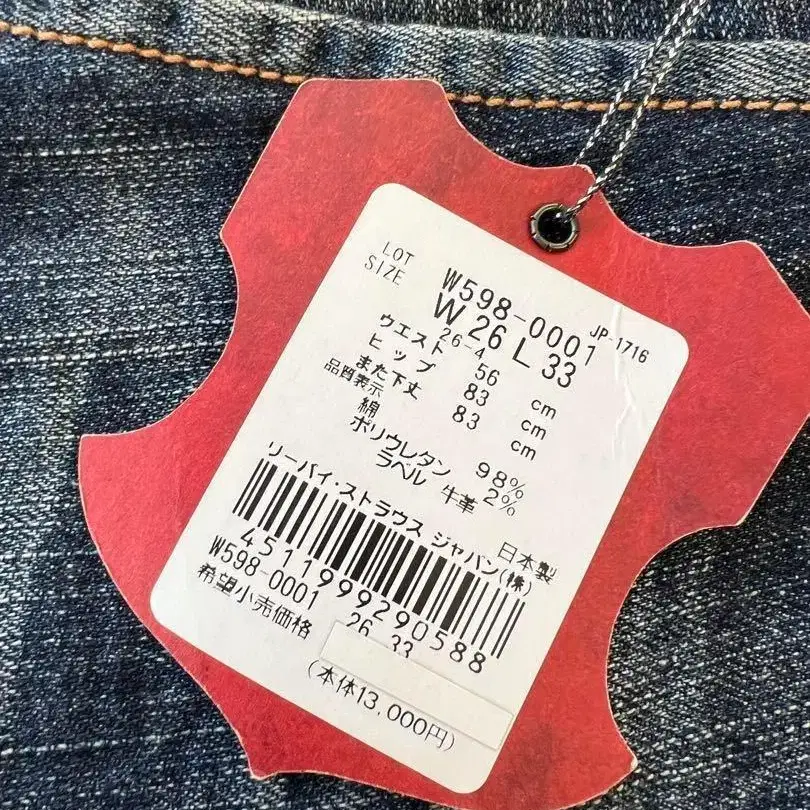 LOT W598-0001 JP-1716
SIZE W 26 L 33
26-4
ウエスト 56 cm
ヒップ 83 cm
また下丈 83 cm
品質表示
綿 98%
ポリウレタン 2%
ラベル 牛革
日本製
リーバイ・ストラウス ジャパン(株)
4511999290588
W598-0001 26 33
希望小売価格
(本体13,000円)